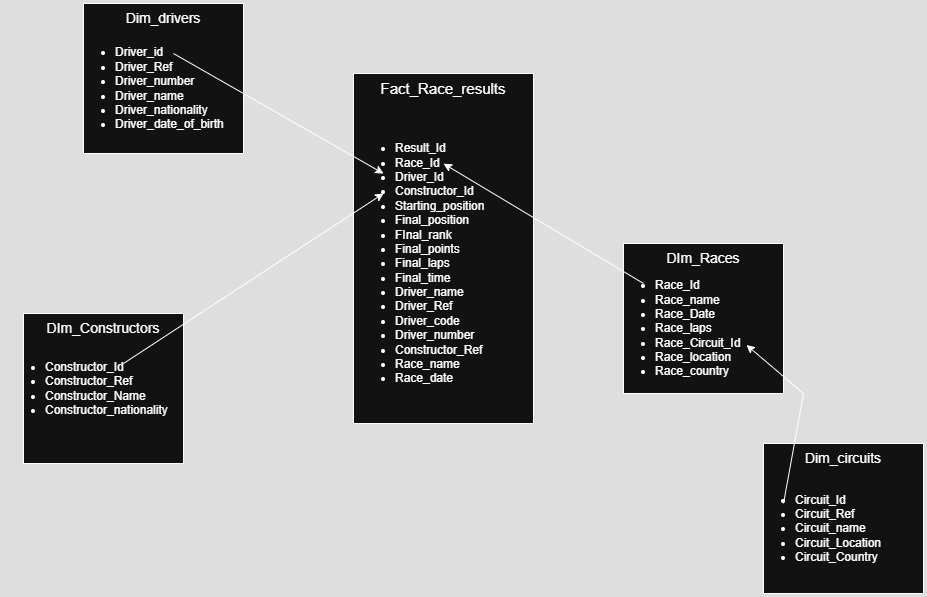 Dim_drivers
Driver_id
Driver_Ref
Driver_number
Driver_name
Driver_nationality
Driver_date_of_birth
Fact_Race_results
Result_Id
Race_Id
Driver_Id
Constructor_Id
Starting_position
Final_position
FInal_rank
Final_points
Final_laps
Final_time
Driver_name
Driver_Ref
Driver_code
Driver_number
Constructor_Ref
Race_name
Race_date
DIm_Races
Race_Id
Race_name
Race_Date
Race_laps
Race_Circuit_Id
Race_location
Race_country
DIm_Constructors
Constructor_Id
Constructor_Ref
Constructor_Name
Constructor_nationality
Dim_circuits
Circuit_Id
Circuit_Ref
Circuit_name
Circuit_Location
Circuit_Country